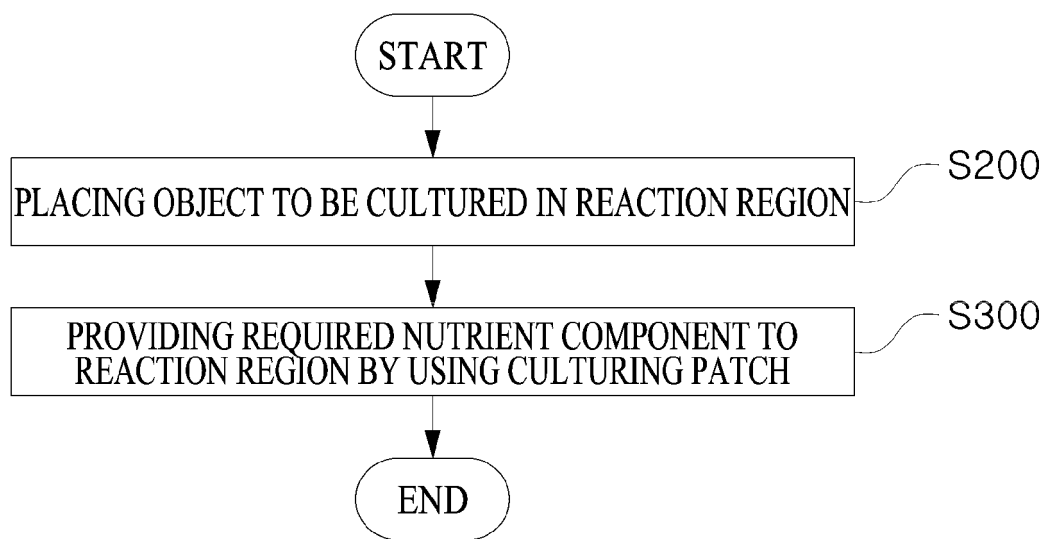 START
PLACING OBJECT TO BE CULTURED IN REACTION REGION
S200
PROVIDING REQUIRED NUTRIENT COMPONENT TO
REACTION REGION BY USING CULTURING PATCH
S300
END